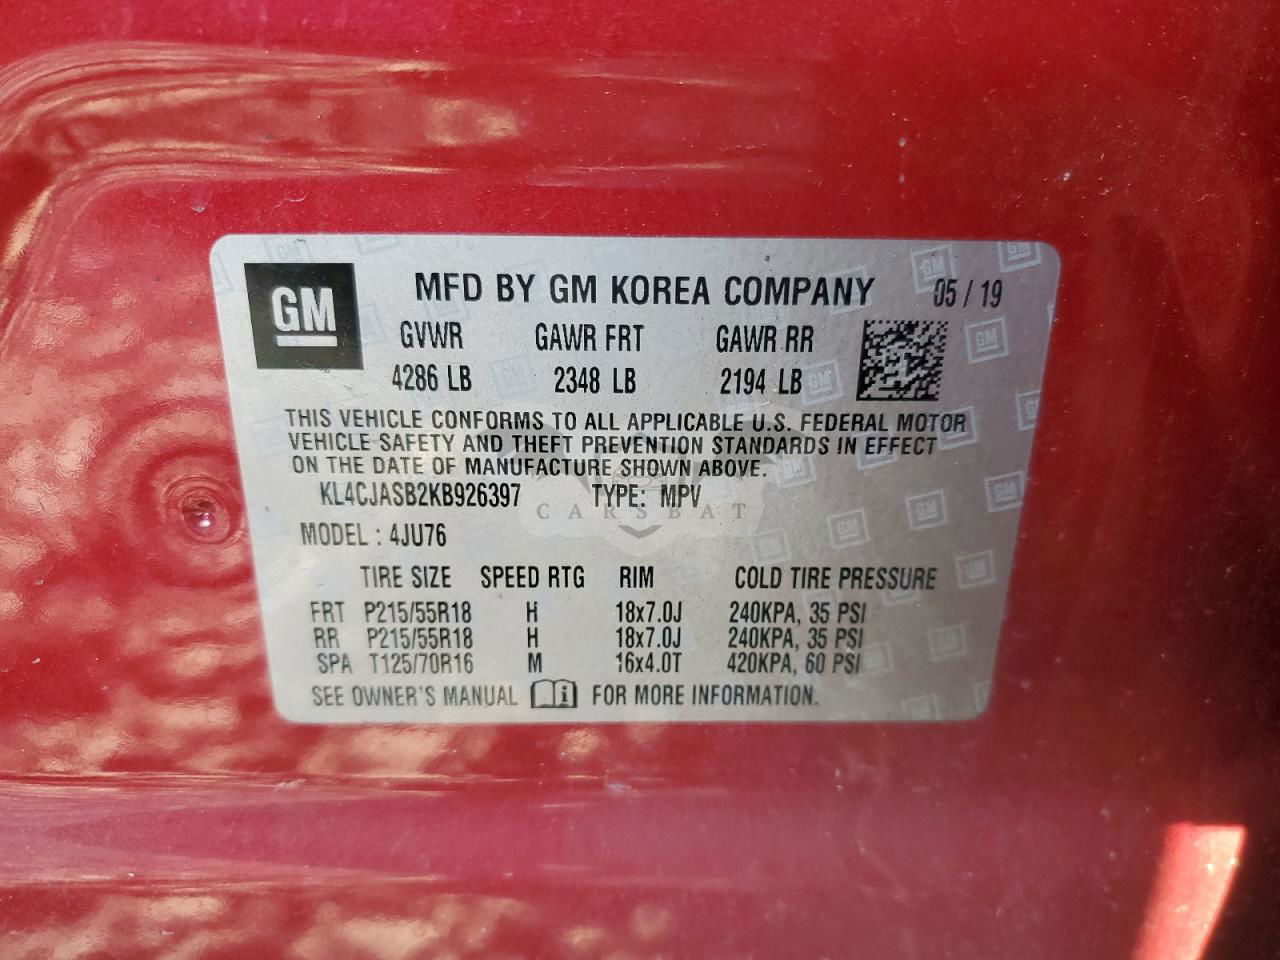 GM
MFD BY GM KOREA COMPANY 05 / 19
GVWR GAWR FRT GAWR RR
4286 LB 2348 LB 2194 LB
THIS VEHICLE CONFORMS TO ALL APPLICABLE U.S. FEDERAL MOTOR
VEHICLE SAFETY AND THEFT PREVENTION STANDARDS IN EFFECT
ON THE DATE OF MANUFACTURE SHOWN ABOVE.
KL4CJASB2KB926397 TYPE: MPV
CARSBAT
MODEL : 4JU76
TIRE SIZE SPEED RTG RIM COLD TIRE PRESSURE
FRT P215/55R18 H 18x7.0J 240KPA, 35 PSI
RR P215/55R18 H 18x7.0J 240KPA, 35 PSI
SPA T125/70R16 M 16x4.0T 420KPA, 60 PSI
SEE OWNER'S MANUAL FOR MORE INFORMATION.